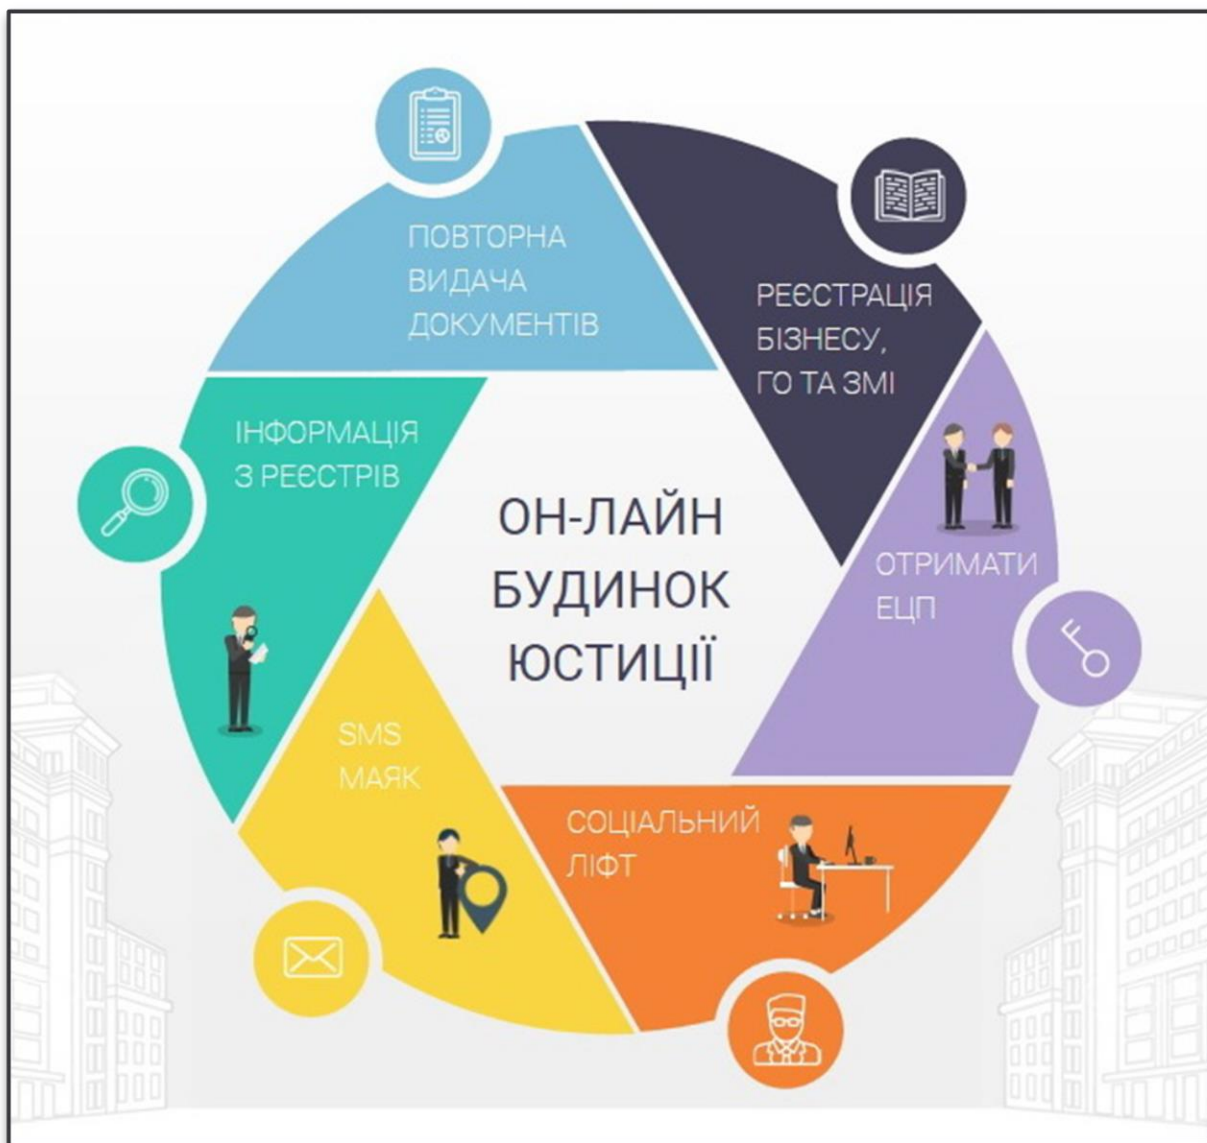 ПОВТОРНА
ВИДАЧА
ДОКУМЕНТІВ
РЕЄСТРАЦІЯ
БІЗНЕСУ,
ГО ТА ЗМІ
ІНФОРМАЦІЯ
З РЕЄСТРІВ
ОН-ЛАЙН
БУДИНОК
ЮСТИЦІЇ
ОТРИМАТИ
ЕЦП
SMS
МАЯК
СОЦІАЛЬНИЙ
ЛІФТ